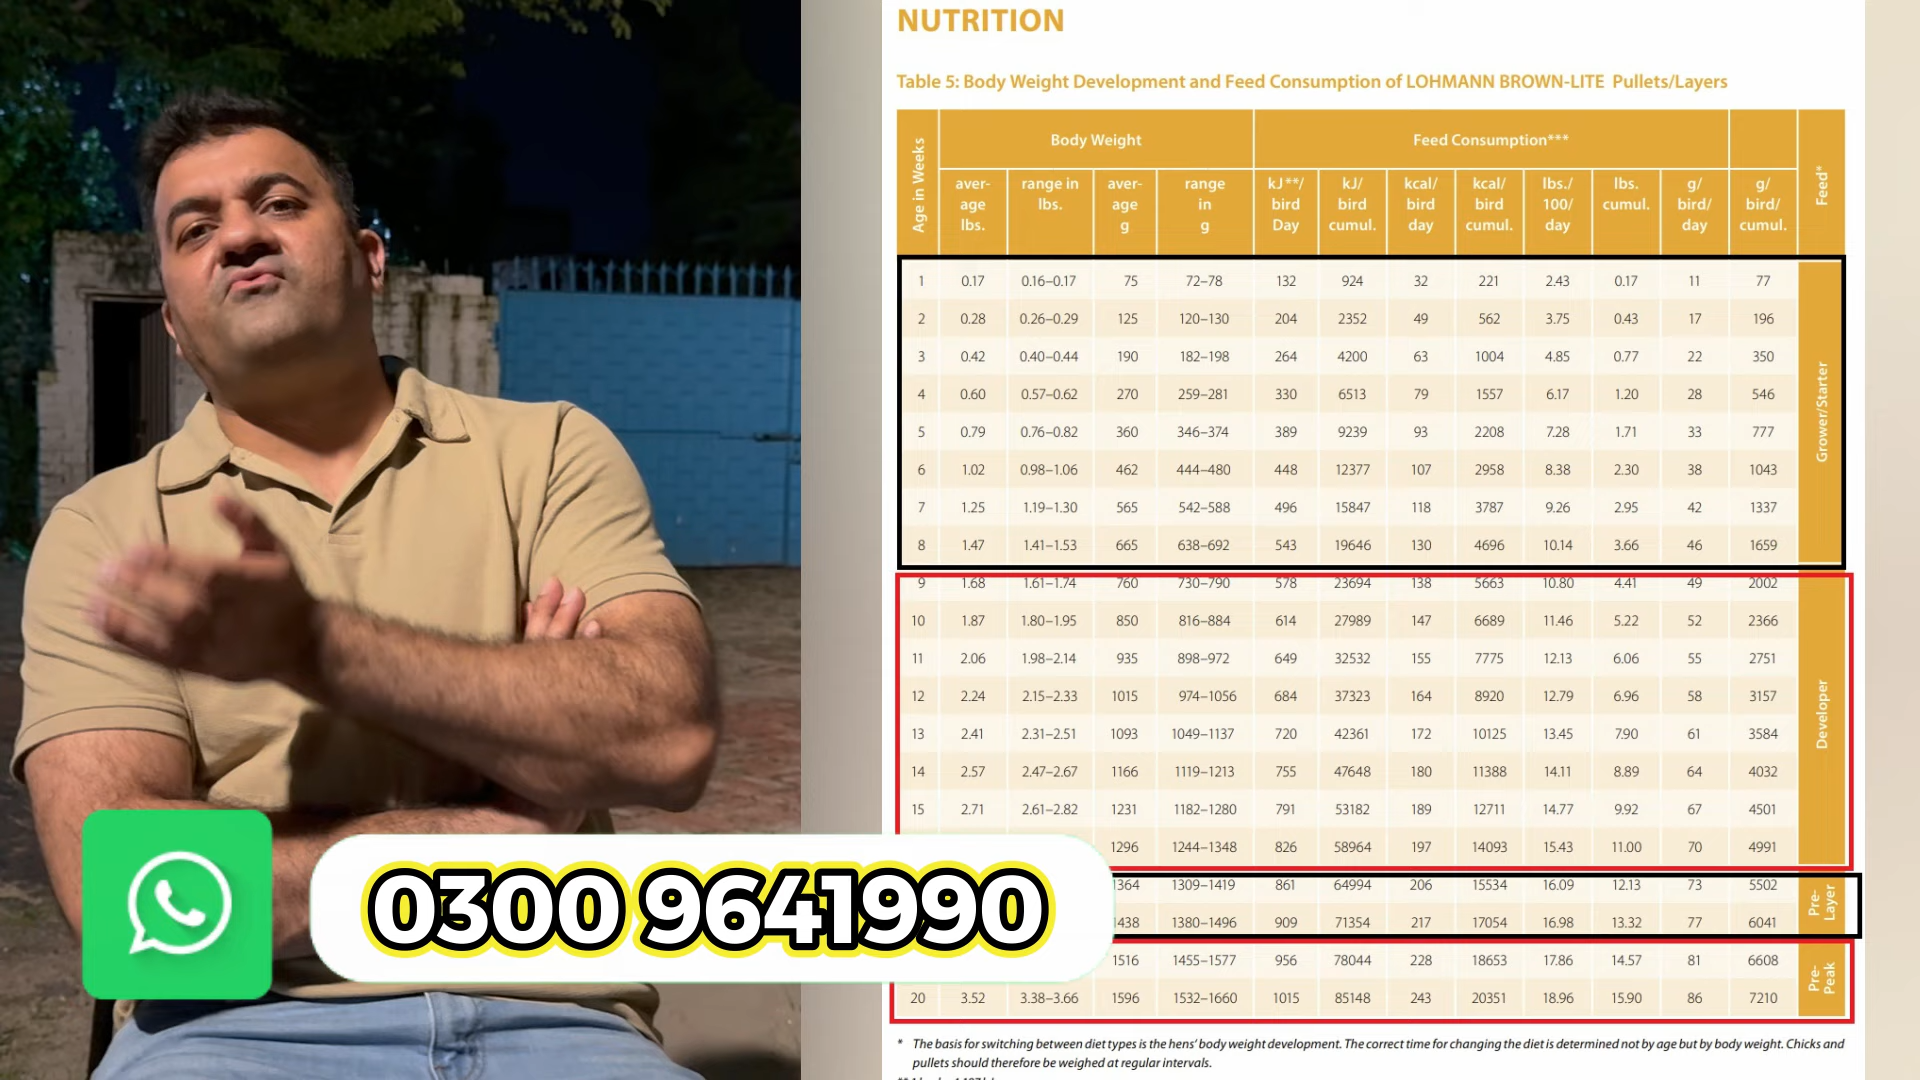 NUTRITION
Table 5: Body Weight Development and Feed Consumption of LOHMANN BROWN-LITE Pullets/Layers
Age in Weeks
Body Weight
Feed Consumption***
Feed*
aver-
age
lbs.
range in
lbs.
aver-
age
g
range
in
g
kJ**/
bird
Day
kJ/
bird
cumul.
kcal/
bird
day
kcal/
bird
cumul.
lbs./
100/
day
lbs.
cumul.
g/
bird/
day
g/
bird/
cumul.
1 0.17 0.16–0.17 75 72–78 132 924 32 221 2.43 0.17 11 77
2 0.28 0.26–0.29 125 120–130 204 2352 49 562 3.75 0.43 17 196
3 0.42 0.40–0.44 190 182–198 264 4200 63 1004 4.85 0.77 22 350
4 0.60 0.57–0.62 270 259–281 330 6513 79 1557 6.17 1.20 28 546
5 0.79 0.76–0.82 360 346–374 389 9239 93 2208 7.28 1.71 33 777
6 1.02 0.98–1.06 462 444–480 448 12377 107 2958 8.38 2.30 38 1043
7 1.25 1.19–1.30 565 542–588 496 15847 118 3787 9.26 2.95 42 1337
8 1.47 1.41–1.53 665 638–692 543 19646 130 4696 10.14 3.66 46 1659
Grower/Starter
9 1.68 1.61–1.74 760 730–790 578 23694 138 5663 10.80 4.41 49 2002
10 1.87 1.80–1.95 850 816–884 614 27989 147 6689 11.46 5.22 52 2366
11 2.06 1.98–2.14 935 898–972 649 32532 155 7775 12.13 6.06 55 2751
12 2.24 2.15–2.33 1015 974–1056 684 37323 164 8920 12.79 6.96 58 3157
13 2.41 2.31–2.51 1093 1049–1137 720 42361 172 10125 13.45 7.90 61 3584
14 2.57 2.47–2.67 1166 1119–1213 755 47648 180 11388 14.11 8.89 64 4032
15 2.71 2.61–2.82 1231 1182–1280 791 53182 189 12711 14.77 9.92 67 4501
1296 1244–1348 826 58964 197 14093 15.43 11.00 70 4991
Developer
1364 1309–1419 861 64994 206 15534 16.09 12.13 73 5502
1438 1380–1496 909 71354 217 17054 16.98 13.32 77 6041
Pre-
Layer
1516 1455–1577 956 78044 228 18653 17.86 14.57 81 6608
20 3.52 3.38–3.66 1596 1532–1660 1015 85148 243 20351 18.96 15.90 86 7210
Pre-
Peak
* The basis for switching between diet types is the hens' body weight development. The correct time for changing the diet is determined not by age but by body weight. Chicks and
pullets should therefore be weighed at regular intervals.
0300 9641990